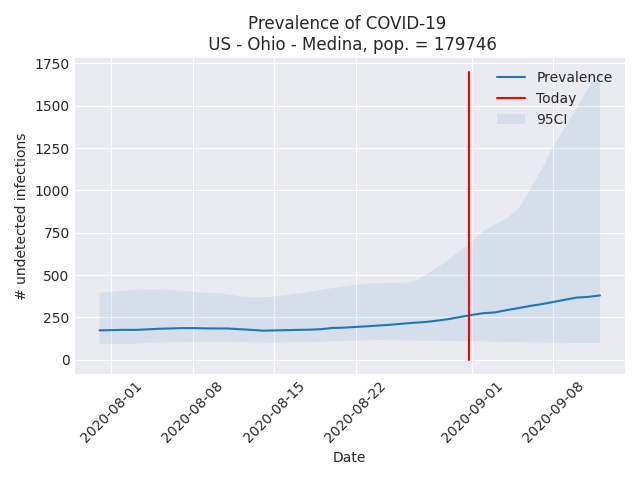 Prevalence of COVID-19
US - Ohio - Medina, pop. = 179746
# undetected infections
1750
1500
1250
1000
750
500
250
0
Prevalence
Today
95CI
2020-08-01
2020-08-08
2020-08-15
2020-08-22
2020-09-01
2020-09-08
Date